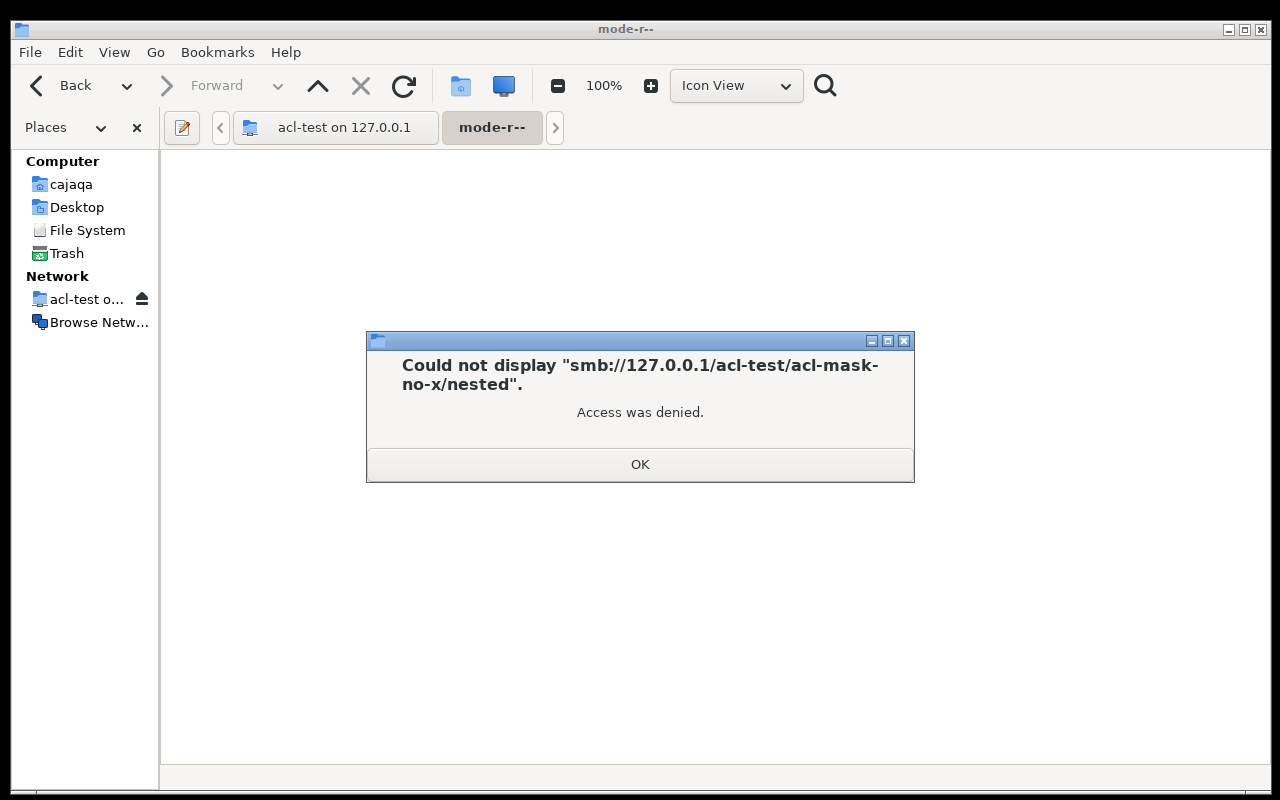 mode-r--
File Edit View Go Bookmarks Help
Back Forward 100% Icon View
Places acl-test on 127.0.0.1 mode-r--
Computer
cajaqa
Desktop
File System
Trash
Network
acl-test o...
Browse Netw...
Could not display "smb://127.0.0.1/acl-test/acl-mask-
no-x/nested".
Access was denied.
OK